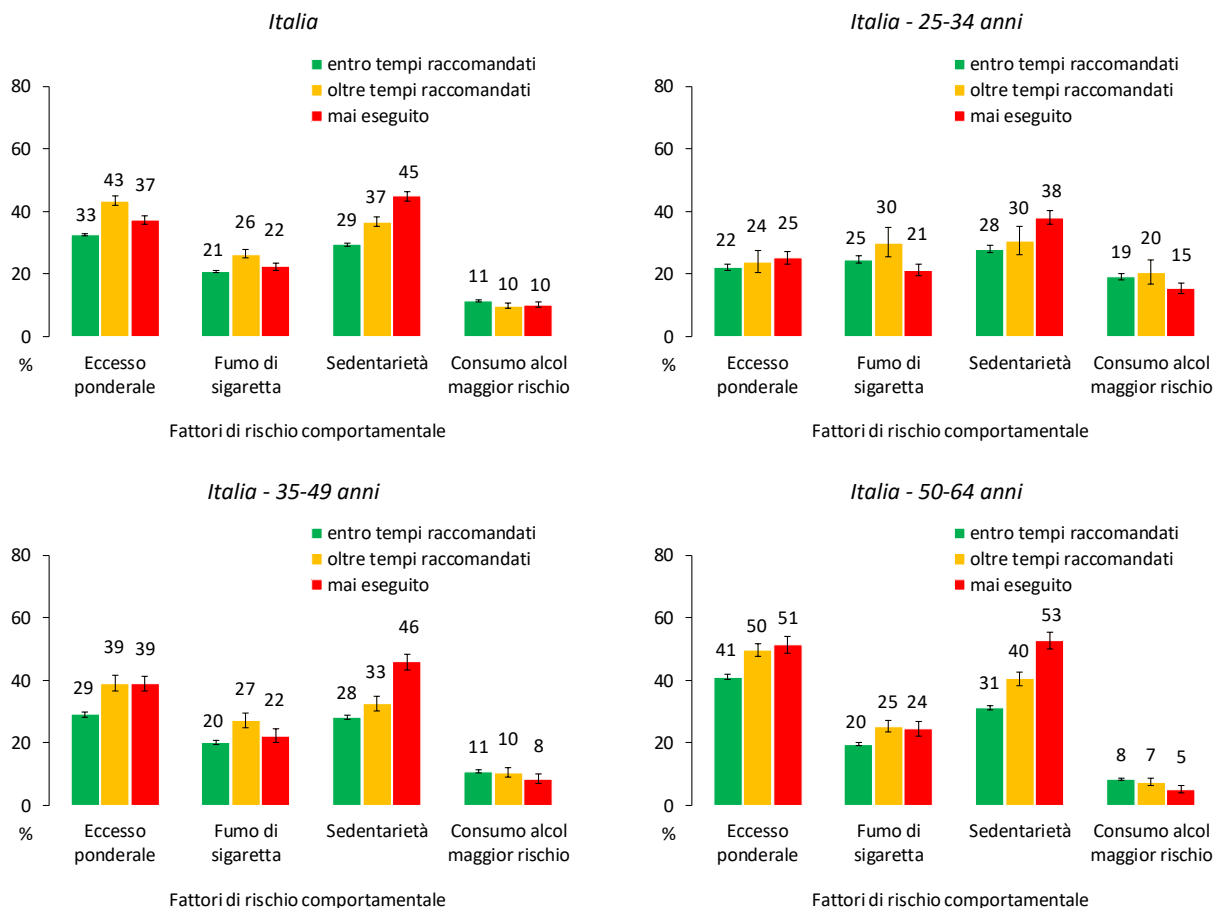 Italia
entro tempi raccomandati
oltre tempi raccomandati
mai eseguito
80
60
40
20
0
%
33 43 37
21 26 22
29 37 45
11 10 10
Eccesso ponderale
Fumo di sigaretta
Sedentarietà
Consumo alcol maggior rischio
Fattori di rischio comportamentale
Italia - 25-34 anni
entro tempi raccomandati
oltre tempi raccomandati
mai eseguito
80
60
40
20
0
%
22 24 25
25 30 21
28 30 38
19 20 15
Eccesso ponderale
Fumo di sigaretta
Sedentarietà
Consumo alcol maggior rischio
Fattori di rischio comportamentale
Italia - 35-49 anni
entro tempi raccomandati
oltre tempi raccomandati
mai eseguito
80
60
40
20
0
%
29 39 39
20 27 22
28 33 46
11 10 8
Eccesso ponderale
Fumo di sigaretta
Sedentarietà
Consumo alcol maggior rischio
Fattori di rischio comportamentale
Italia - 50-64 anni
entro tempi raccomandati
oltre tempi raccomandati
mai eseguito
80
60
40
20
0
%
41 50 51
20 25 24
31 40 53
8 7 5
Eccesso ponderale
Fumo di sigaretta
Sedentarietà
Consumo alcol maggior rischio
Fattori di rischio comportamentale